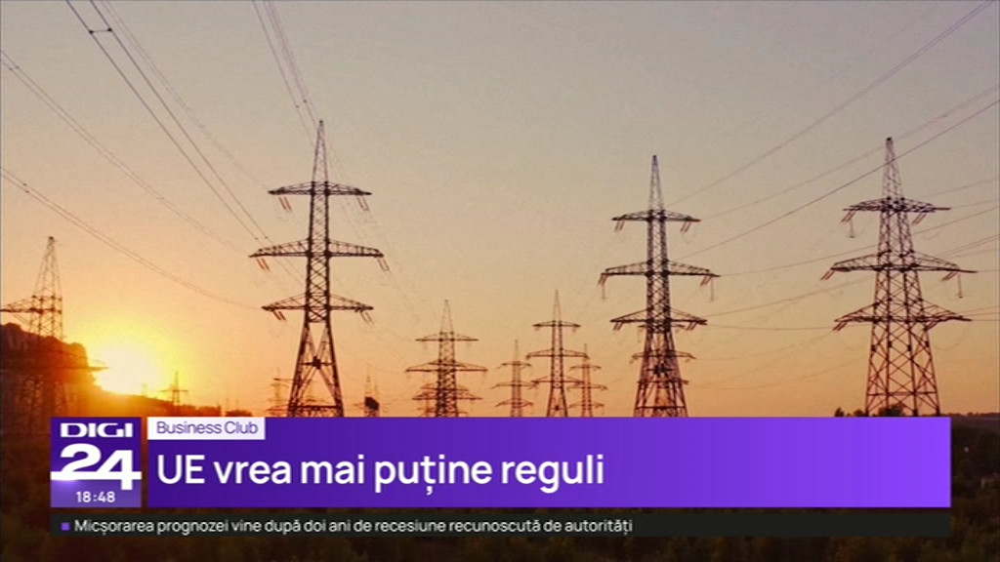 DIGI
24
18:48
Business Club
UE vrea mai puține reguli
Micșorarea prognozei vine după doi ani de recesiune recunoscută de autorități